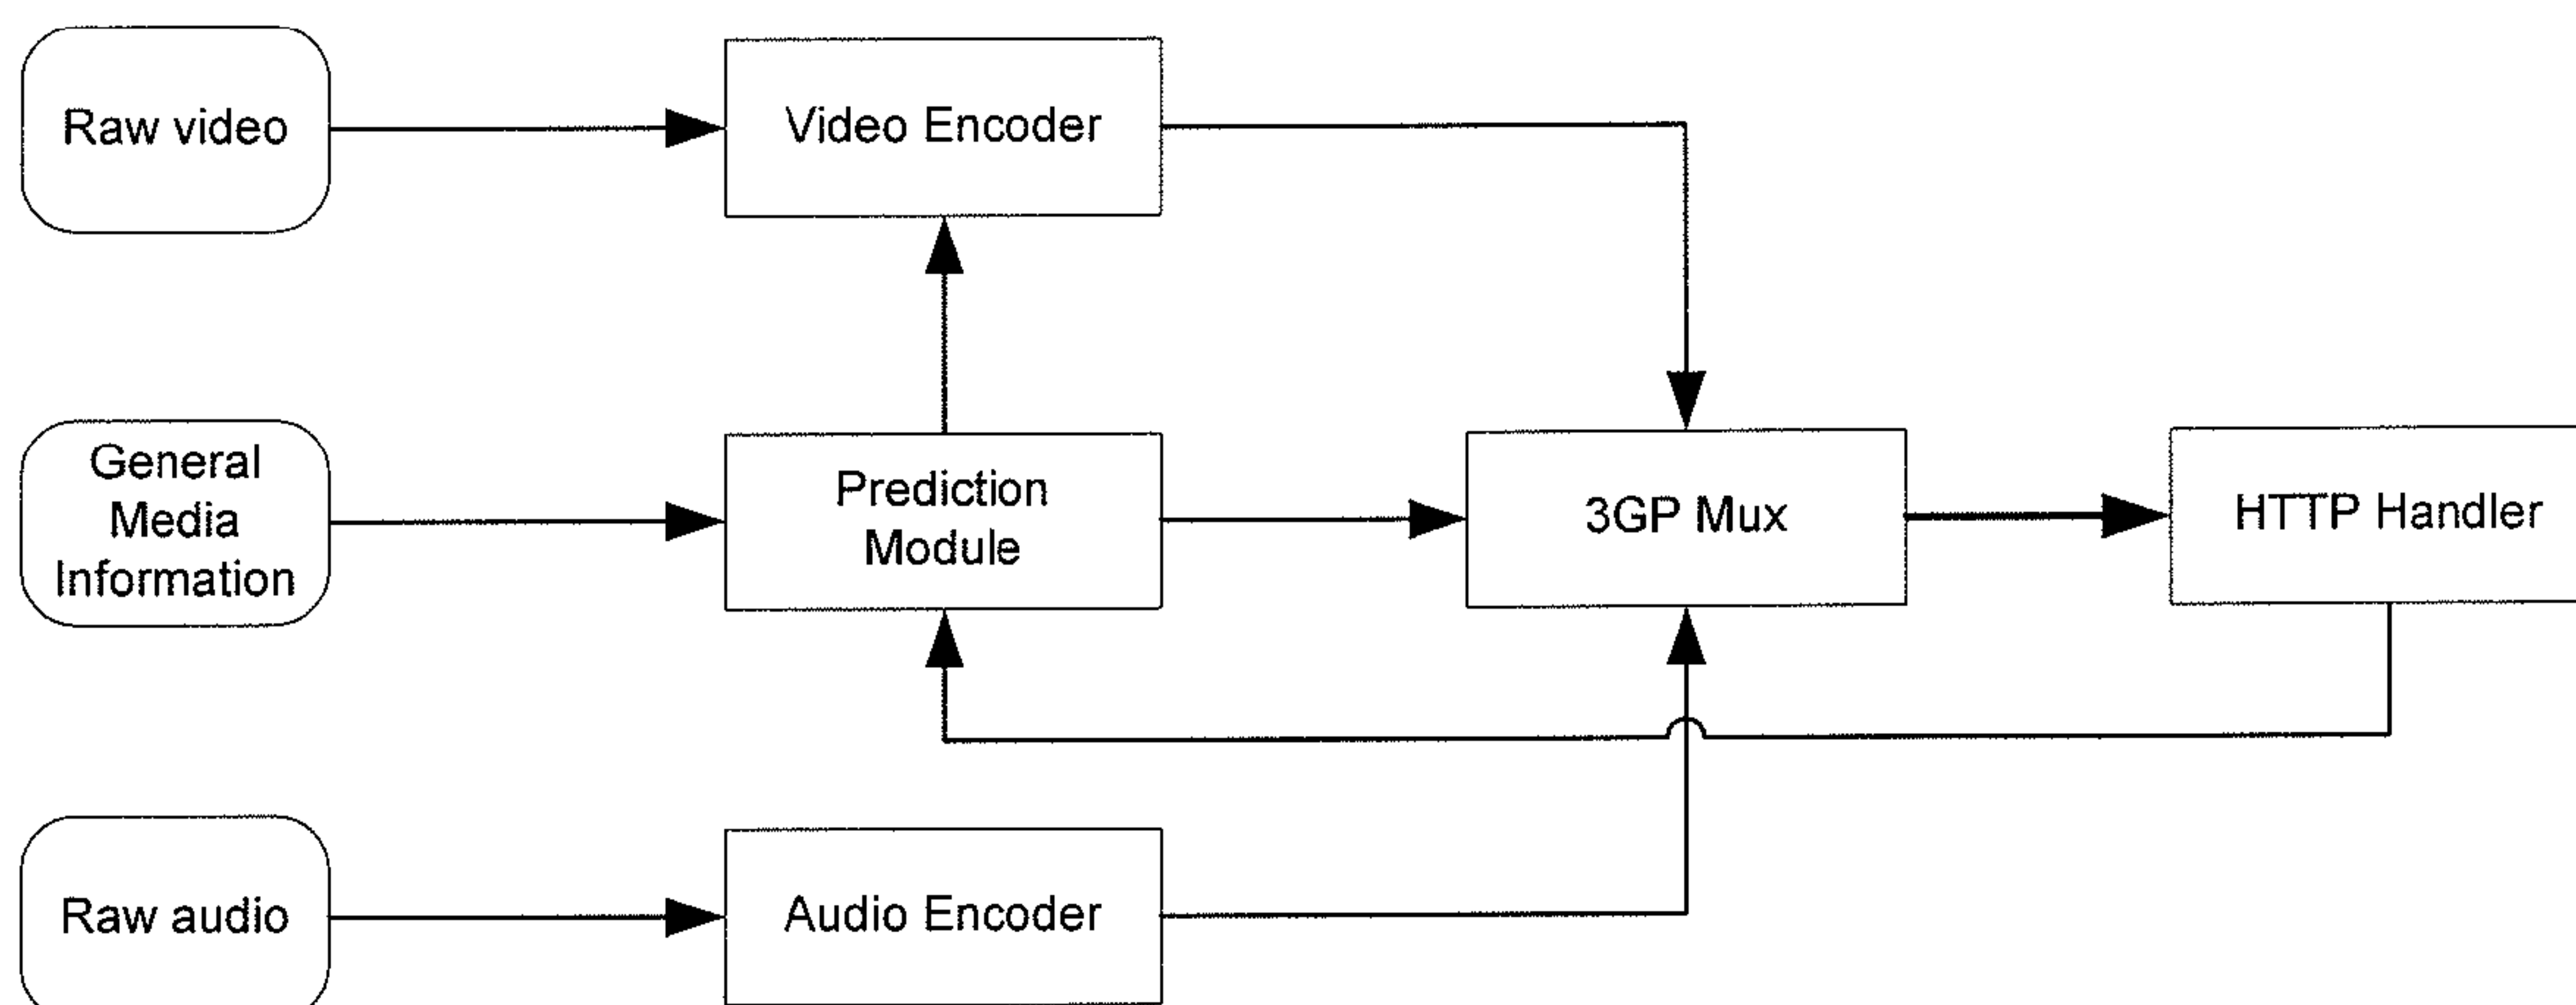 Raw video
Video Encoder
General
Media
Information
Prediction
Module
3GP Mux
HTTP Handler
Raw audio
Audio Encoder